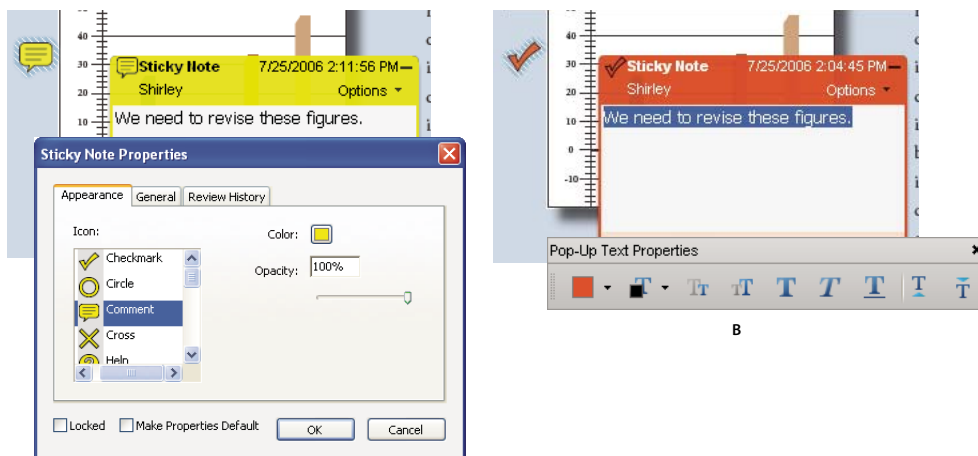 40
30
20
10
Sticky Note 7/25/2006 2:11:56 PM
Shirley Options
We need to revise these figures.
Sticky Note Properties
Appearance General Review History
Icon:
Checkmark
Circle
Comment
Cross
Help
Color:
Opacity: 100%
Locked Make Properties Default OK Cancel
40
30
20
10
0
-10
Sticky Note 7/25/2006 2:04:45 PM
Shirley Options
We need to revise these figures.
Pop-Up Text Properties
T TT TT T T T T T
B